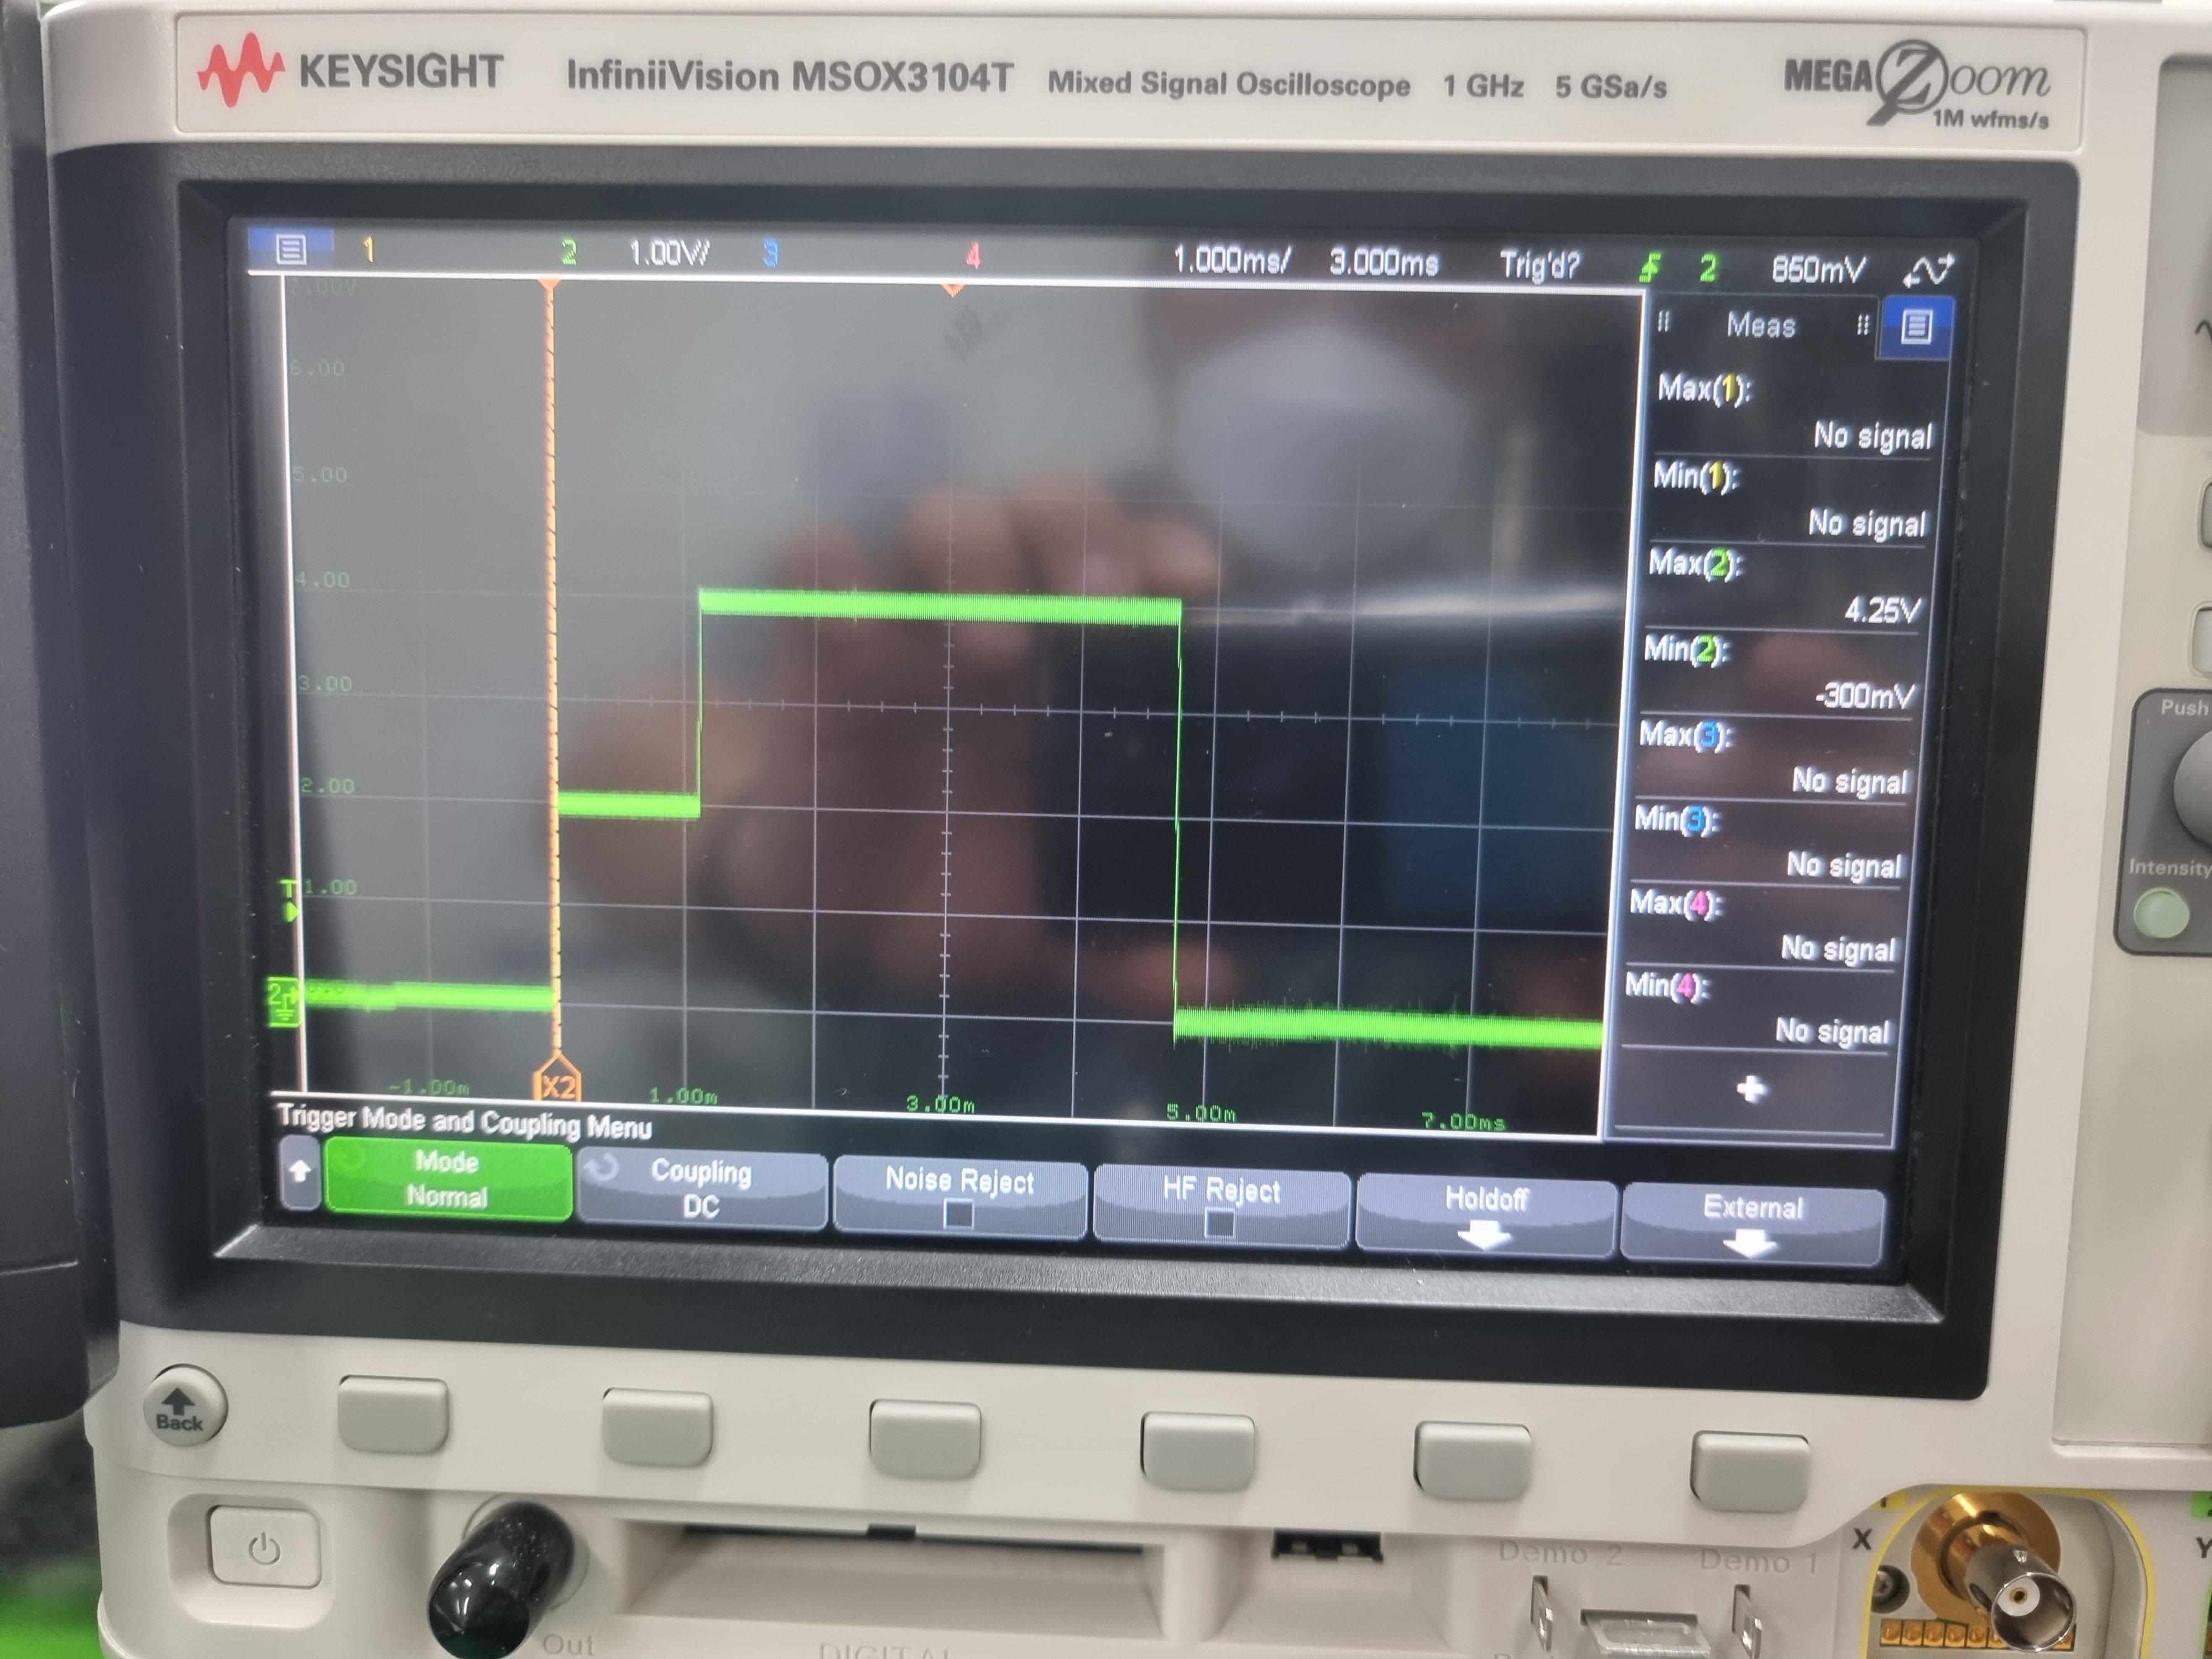 KEYSIGHT InfiniiVision MSOX3104T Mixed Signal Oscilloscope 1 GHz 5 GSa/s MEGA Zoom
1M wfms/s
1 2 1.00V/ 3 4 1.000ms/ 3.000ms Trig'd? 2 850mV
7.00V
6.00
5.00
4.00
3.00
2.00
T 1.00
2
X2
-1.00m 1.00m 3.00m 5.00m 7.00ms
Meas
Max(1):
No signal
Min(1):
No signal
Max(2):
4.25V
Min(2):
-300mV
Max(3):
No signal
Min(3):
No signal
Max(4):
No signal
Min(4):
No signal
Trigger Mode and Coupling Menu
Mode
Normal
Coupling
DC
Noise Reject
HF Reject
Holdoff
External
Push
Intensity
Back
Out
DIGITAL
Demo 2
Demo 1
X
Y